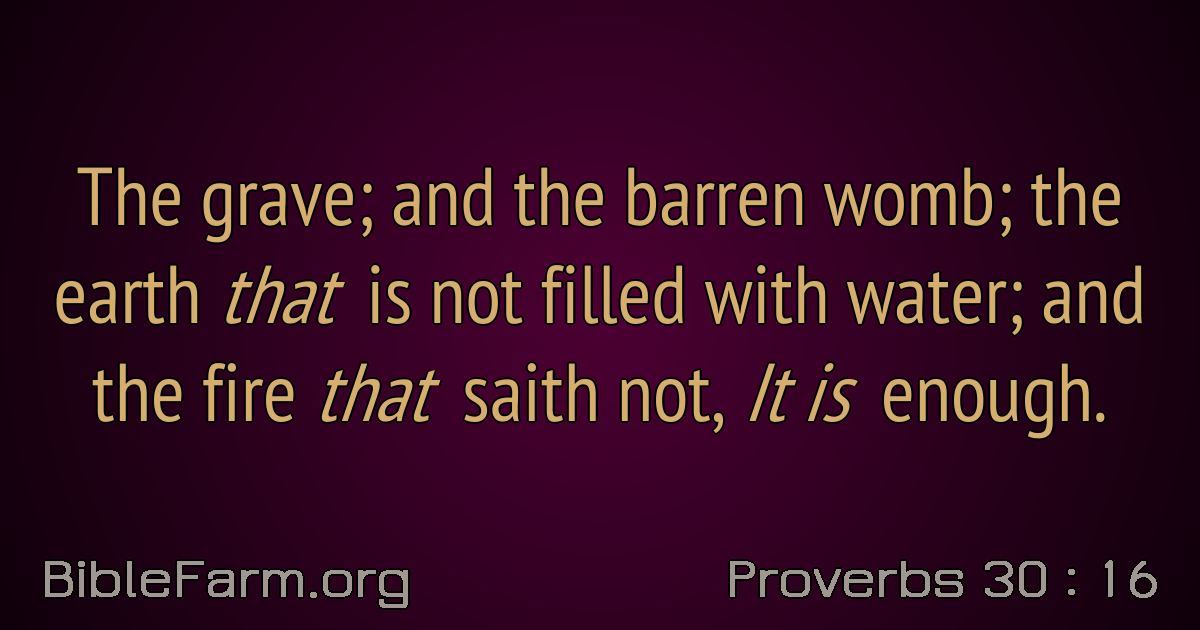 The grave; and the barren womb; the
earth that is not filled with water; and
the fire that saith not, It is enough.
BibleFarm.org
Proverbs 30 : 16